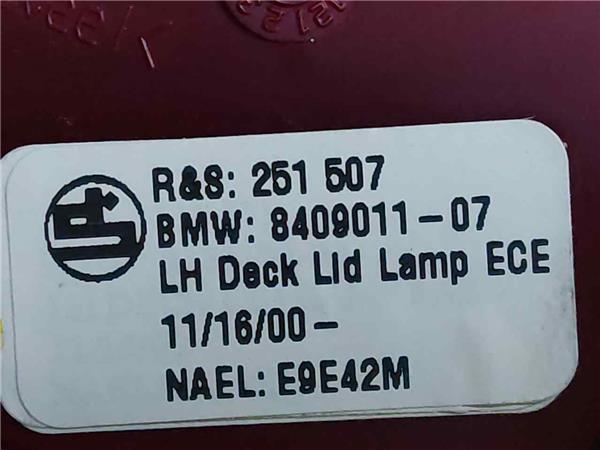 R&S: 251 507
BMW: 8409011-07
LH Deck Lid Lamp ECE
11/16/00-
NAEL: E9E42M